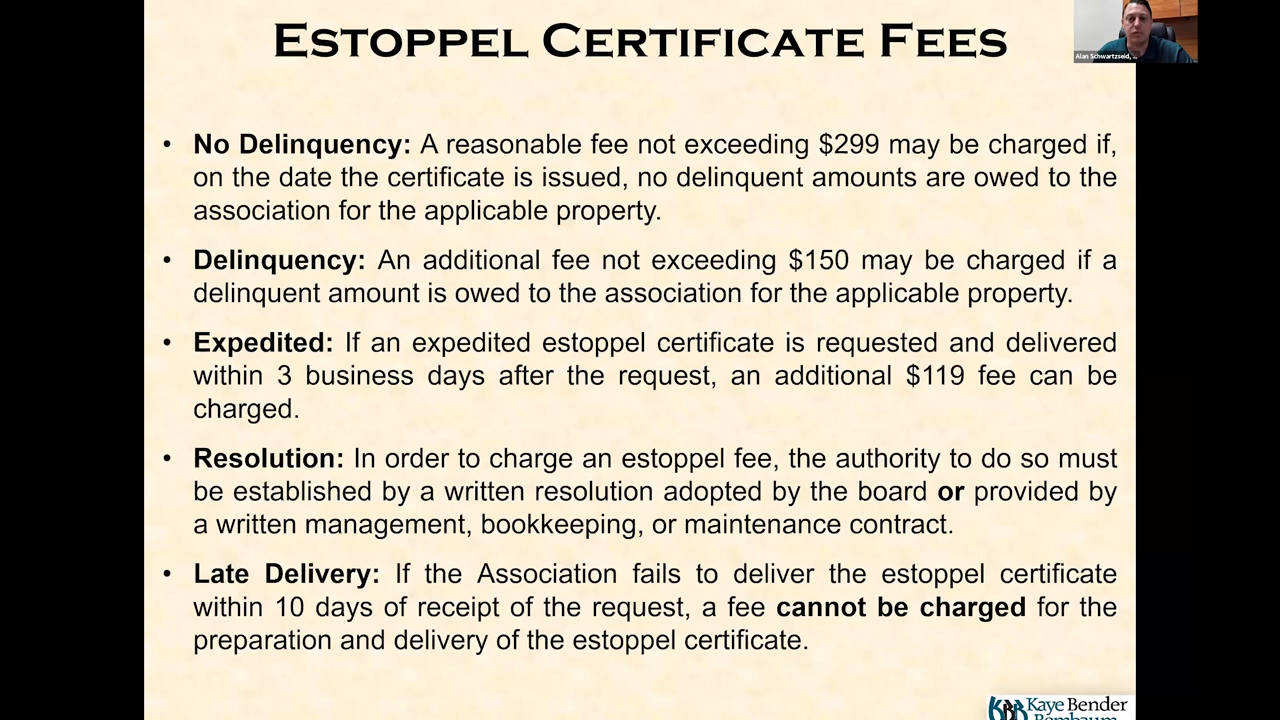 ESTOPPEL CERTIFICATE FEES
Alan Schwartzseid,
• No Delinquency: A reasonable fee not exceeding $299 may be charged if,
on the date the certificate is issued, no delinquent amounts are owed to the
association for the applicable property.
• Delinquency: An additional fee not exceeding $150 may be charged if a
delinquent amount is owed to the association for the applicable property.
• Expedited: If an expedited estoppel certificate is requested and delivered
within 3 business days after the request, an additional $119 fee can be
charged.
• Resolution: In order to charge an estoppel fee, the authority to do so must
be established by a written resolution adopted by the board or provided by
a written management, bookkeeping, or maintenance contract.
• Late Delivery: If the Association fails to deliver the estoppel certificate
within 10 days of receipt of the request, a fee cannot be charged for the
preparation and delivery of the estoppel certificate.
KBR Kaye Bender
Rembaum